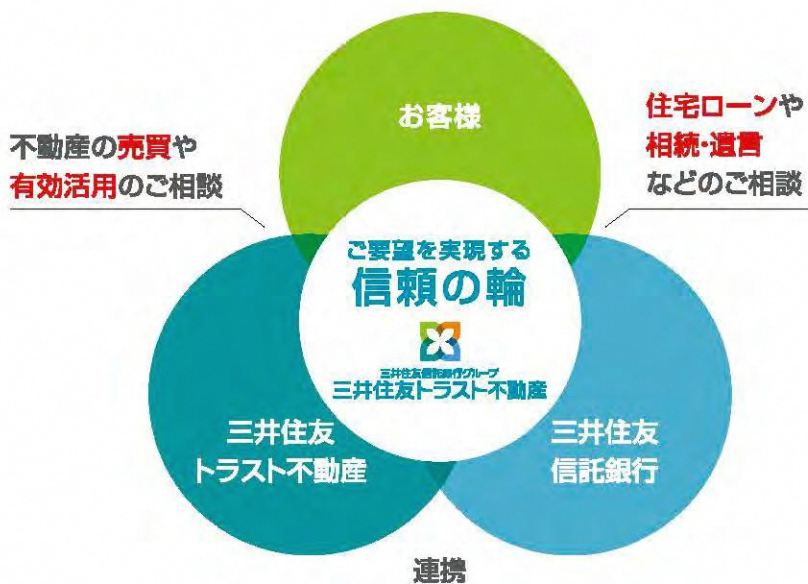 お客様
不動産の売買や
有効活用のご相談
住宅ローンや
相続・遺言
などのご相談
ご要望を実現する
信頼の輪
三井住友信託銀行グループ
三井住友トラスト不動産
三井住友
トラスト不動産
三井住友
信託銀行
連携